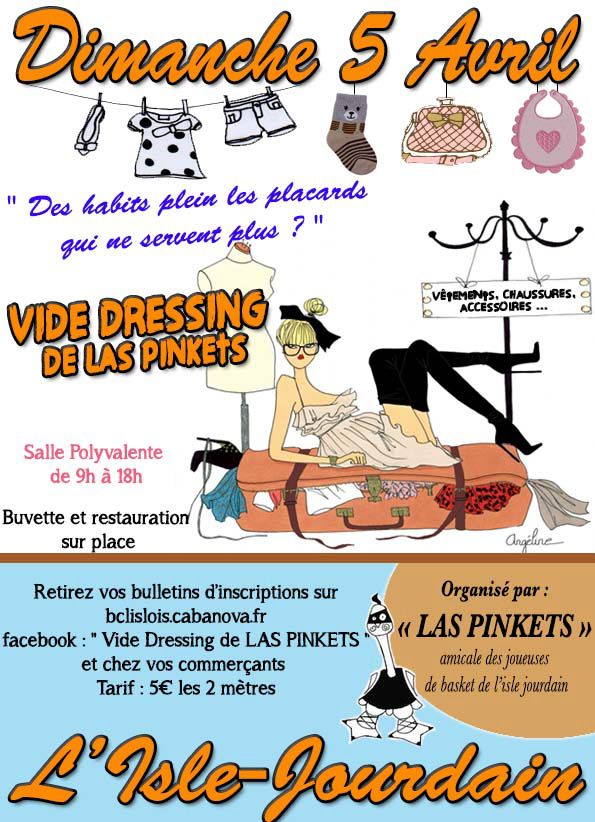 Dimanche 5 Avril
" Des habits plein les placards
qui ne servent plus ? "
VÊTEMENTS, CHAUSSURES,
ACCESSOIRES ...
VIDE DRESSING
DE LAS PINKETS
Salle Polyvalente
de 9h à 18h
Buvette et restauration
sur place
Angéline
Retirez vos bulletins d'inscriptions sur
bclislois.cabanova.fr
facebook : " Vide Dressing de LAS PINKETS "
et chez vos commerçants
Tarif : 5€ les 2 mètres
Organisé par :
« LAS PINKETS »
amicale des joueuses
de basket de l'isle jourdain
L'Isle-Jourdain